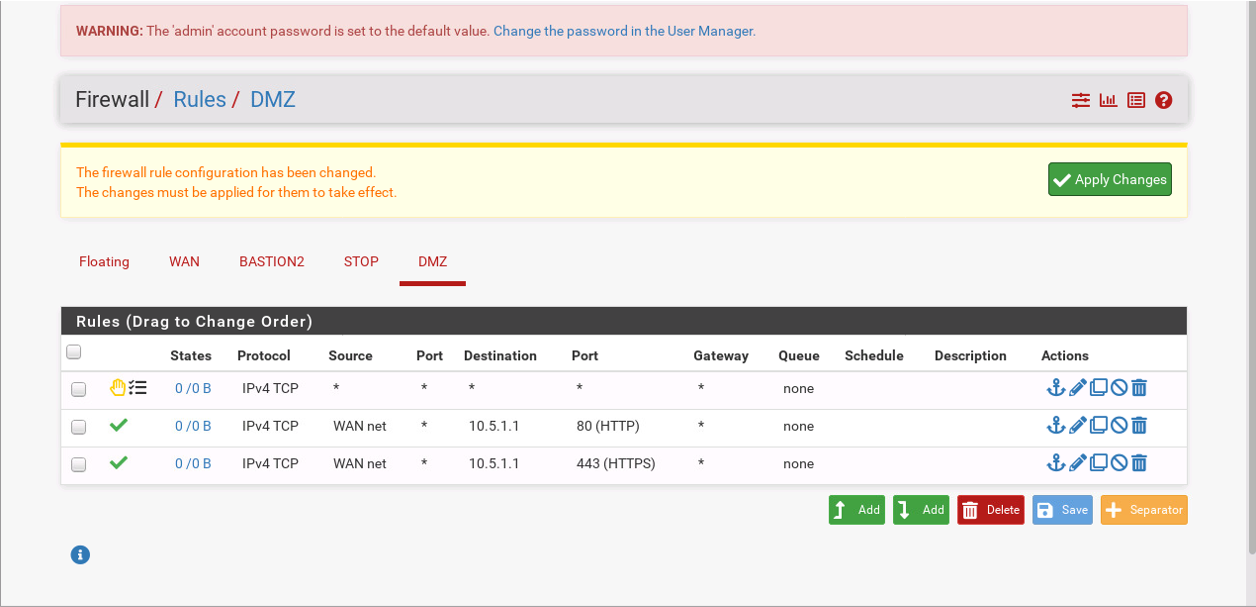 WARNING: The 'admin' account password is set to the default value. Change the password in the User Manager.
Firewall / Rules / DMZ
The firewall rule configuration has been changed.
The changes must be applied for them to take effect.
Apply Changes
Floating WAN BASTION2 STOP DMZ
Rules (Drag to Change Order)
States Protocol Source Port Destination Port Gateway Queue Schedule Description Actions
0 /0 B IPv4 TCP * * * * * none
0 /0 B IPv4 TCP WAN net * 10.5.1.1 80 (HTTP) * none
0 /0 B IPv4 TCP WAN net * 10.5.1.1 443 (HTTPS) * none
Add Add Delete Save Separator